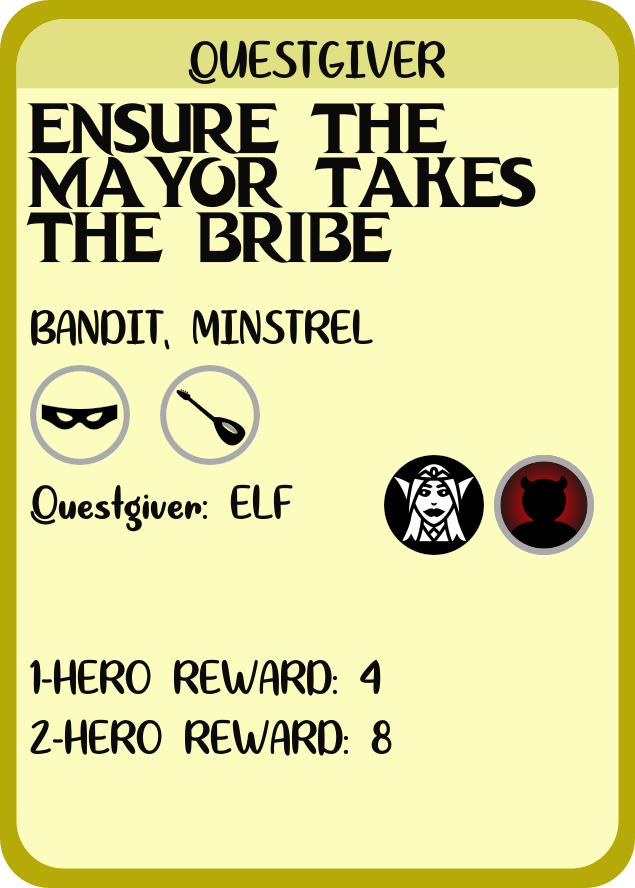 QUESTGIVER
ENSURE THE
MAYOR TAKES
THE BRIBE
BANDIT, MINSTREL
Questgiver: ELF
1-HERO REWARD: 4
2-HERO REWARD: 8